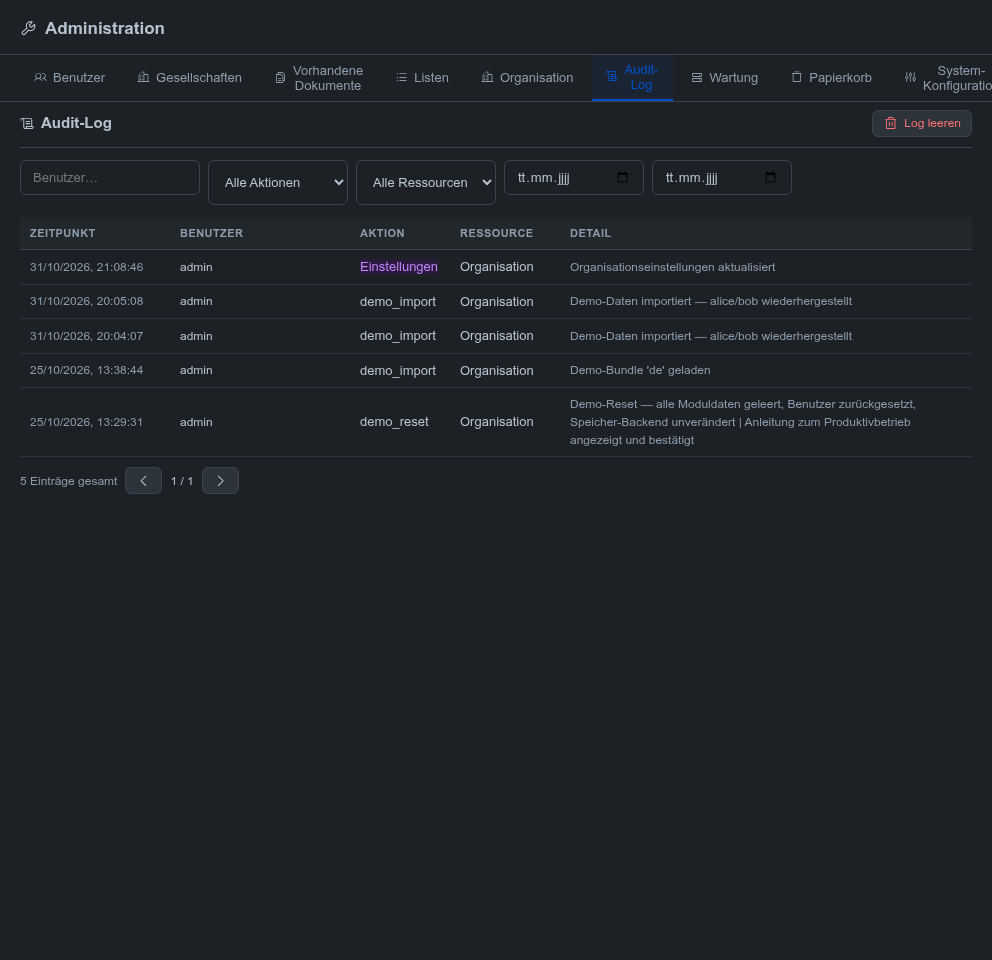 Administration
Benutzer
Gesellschaften
Vorhandene
Dokumente
Listen
Organisation
Audit-
Log
Wartung
Papierkorb
System-
Konfiguratio
Audit-Log
Log leeren
Benutzer…
Alle Aktionen
Alle Ressourcen
tt.mm.jjjj
tt.mm.jjjj
ZEITPUNKT BENUTZER AKTION RESSOURCE DETAIL
31/10/2026, 21:08:46 admin Einstellungen Organisation Organisationseinstellungen aktualisiert
31/10/2026, 20:05:08 admin demo_import Organisation Demo-Daten importiert — alice/bob wiederhergestellt
31/10/2026, 20:04:07 admin demo_import Organisation Demo-Daten importiert — alice/bob wiederhergestellt
25/10/2026, 13:38:44 admin demo_import Organisation Demo-Bundle 'de' geladen
25/10/2026, 13:29:31 admin demo_reset Organisation Demo-Reset — alle Moduldaten geleert, Benutzer zurückgesetzt,
Speicher-Backend unverändert | Anleitung zum Produktivbetrieb
angezeigt und bestätigt
5 Einträge gesamt 1 / 1